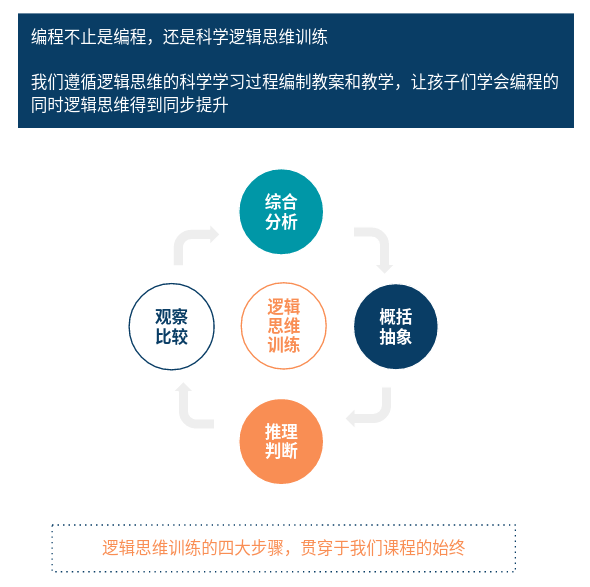 编程不止是编程，还是科学逻辑思维训练
我们遵循逻辑思维的科学学习过程编制教案和教学，让孩子们学会编程的
同时逻辑思维得到同步提升
综合
分析
观察
比较
逻辑
思维
训练
概括
抽象
推理
判断
逻辑思维训练的四大步骤，贯穿于我们课程的始终